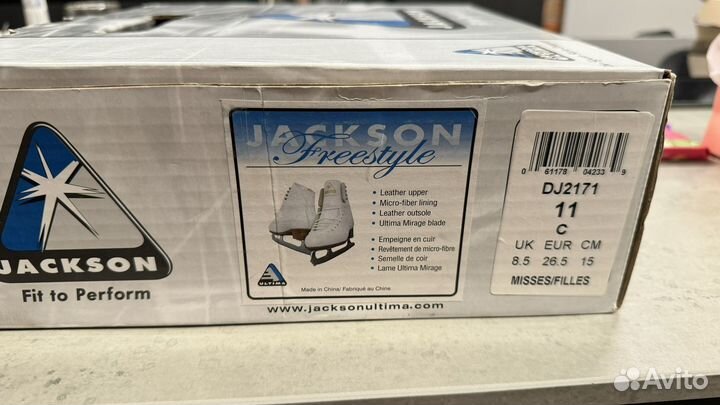 JACKSON
Fit to Perform
JACKSON
Freestyle
• Leather upper
• Micro-fiber lining
• Leather outsole
• Ultima Mirage blade
• Empeigne en cuir
• Revêtement de micro-fibre
• Semelle de coir
• Lame Ultima Mirage
ULTIMA
Made in China/ Fabriqué au Chine
www.jacksonultima.com
0 61178 04233 9
DJ2171
11
C
UK EUR CM
8.5 26.5 15
MISSES/FILLES
Avito